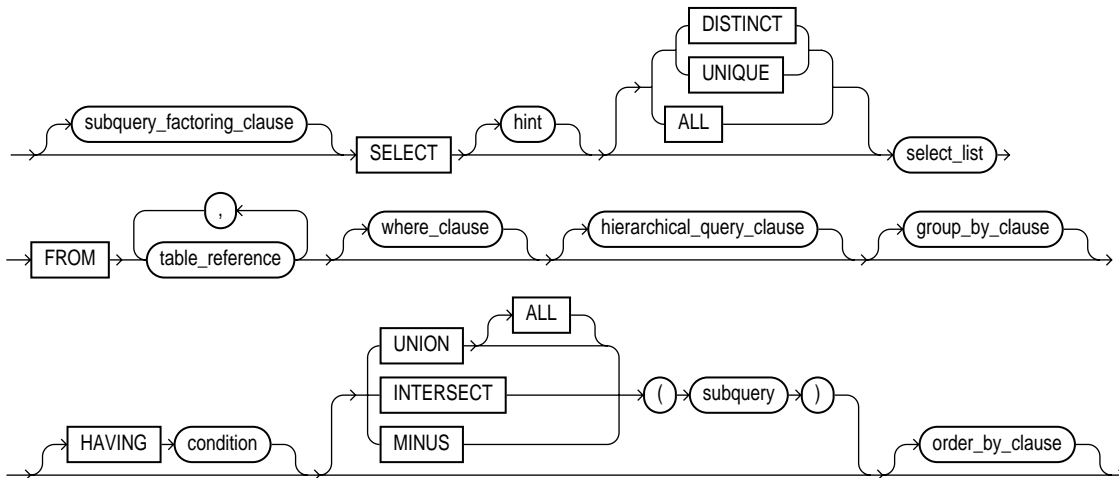 DISTINCT
UNIQUE
subquery_factoring_clause hint ALL
SELECT select_list
,
where_clause hierarchical_query_clause group_by_clause
FROM table_reference
ALL
UNION
INTERSECT ( subquery )
HAVING condition MINUS order_by_clause